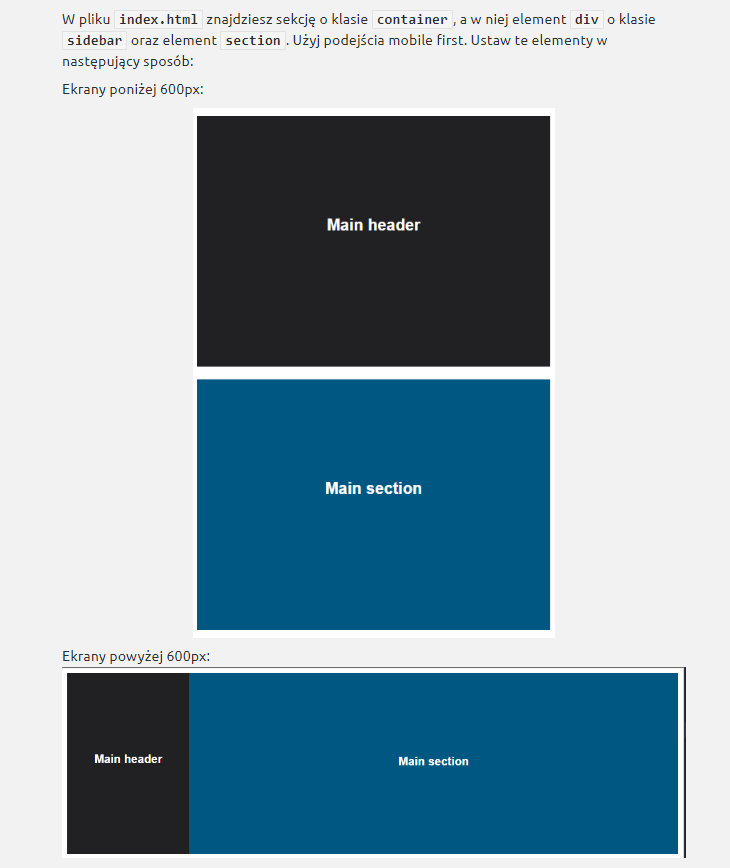 W pliku index.html znajdziesz sekcję o klasie container, a w niej element div o klasie
sidebar oraz element section. Użyj podejścia mobile first. Ustaw te elementy w
następujący sposób:
Ekrany poniżej 600px:
Main header
Main section
Ekrany powyżej 600px:
Main header
Main section